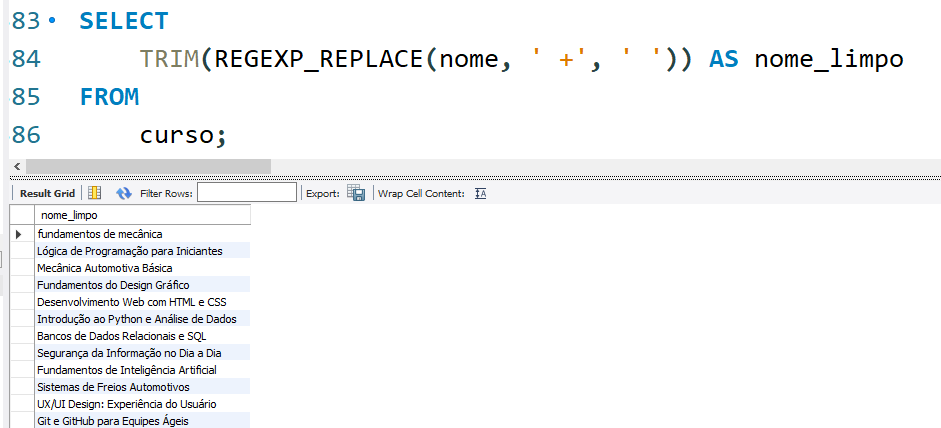 83 SELECT
84 TRIM(REGEXP_REPLACE(nome, ' +', ' ')) AS nome_limpo
85 FROM
86 curso;
Result Grid Filter Rows: Export: Wrap Cell Content:
nome_limpo
fundamentos de mecânica
Lógica de Programação para Iniciantes
Mecânica Automotiva Básica
Fundamentos do Design Gráfico
Desenvolvimento Web com HTML e CSS
Introdução ao Python e Análise de Dados
Bancos de Dados Relacionais e SQL
Segurança da Informação no Dia a Dia
Fundamentos de Inteligência Artificial
Sistemas de Freios Automotivos
UX/UI Design: Experiência do Usuário
Git e GitHub para Equipes Ágeis